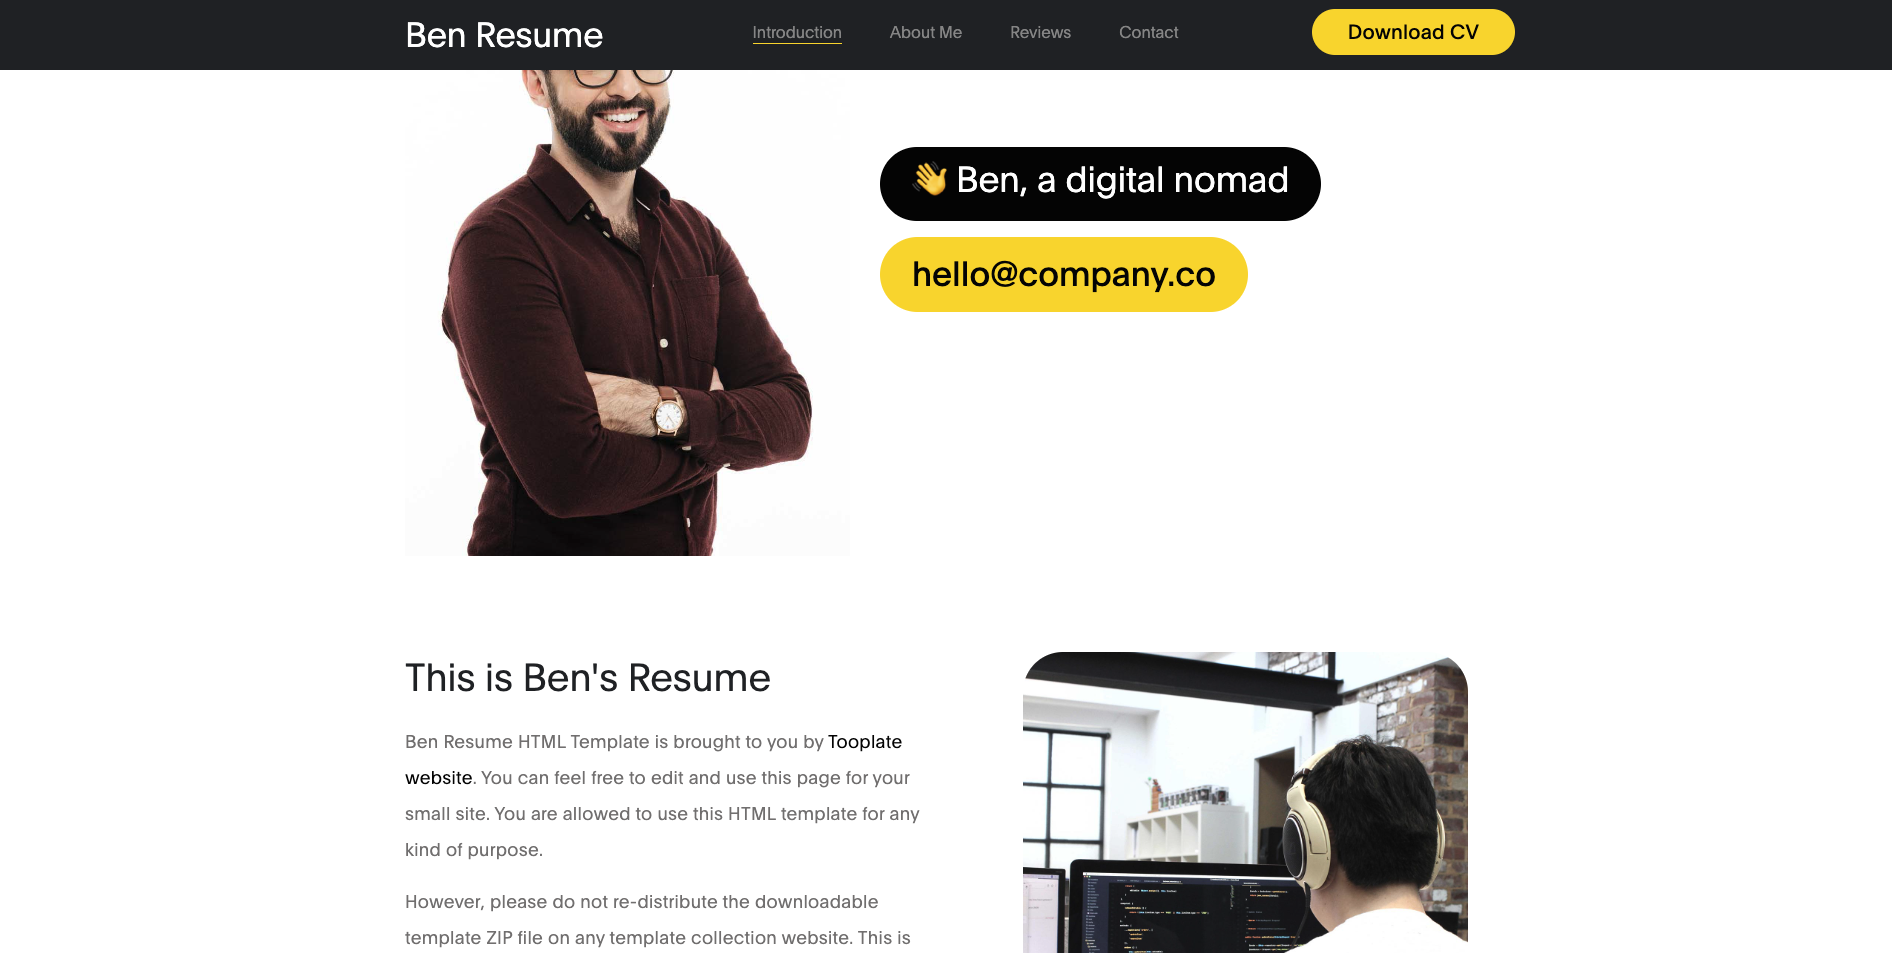 Ben Resume
Introduction
About Me
Reviews
Contact
Download CV
👋 Ben, a digital nomad
hello@company.co
This is Ben's Resume
Ben Resume HTML Template is brought to you by Tooplate
website. You can feel free to edit and use this page for your
small site. You are allowed to use this HTML template for any
kind of purpose.
However, please do not re-distribute the downloadable
template ZIP file on any template collection website. This is